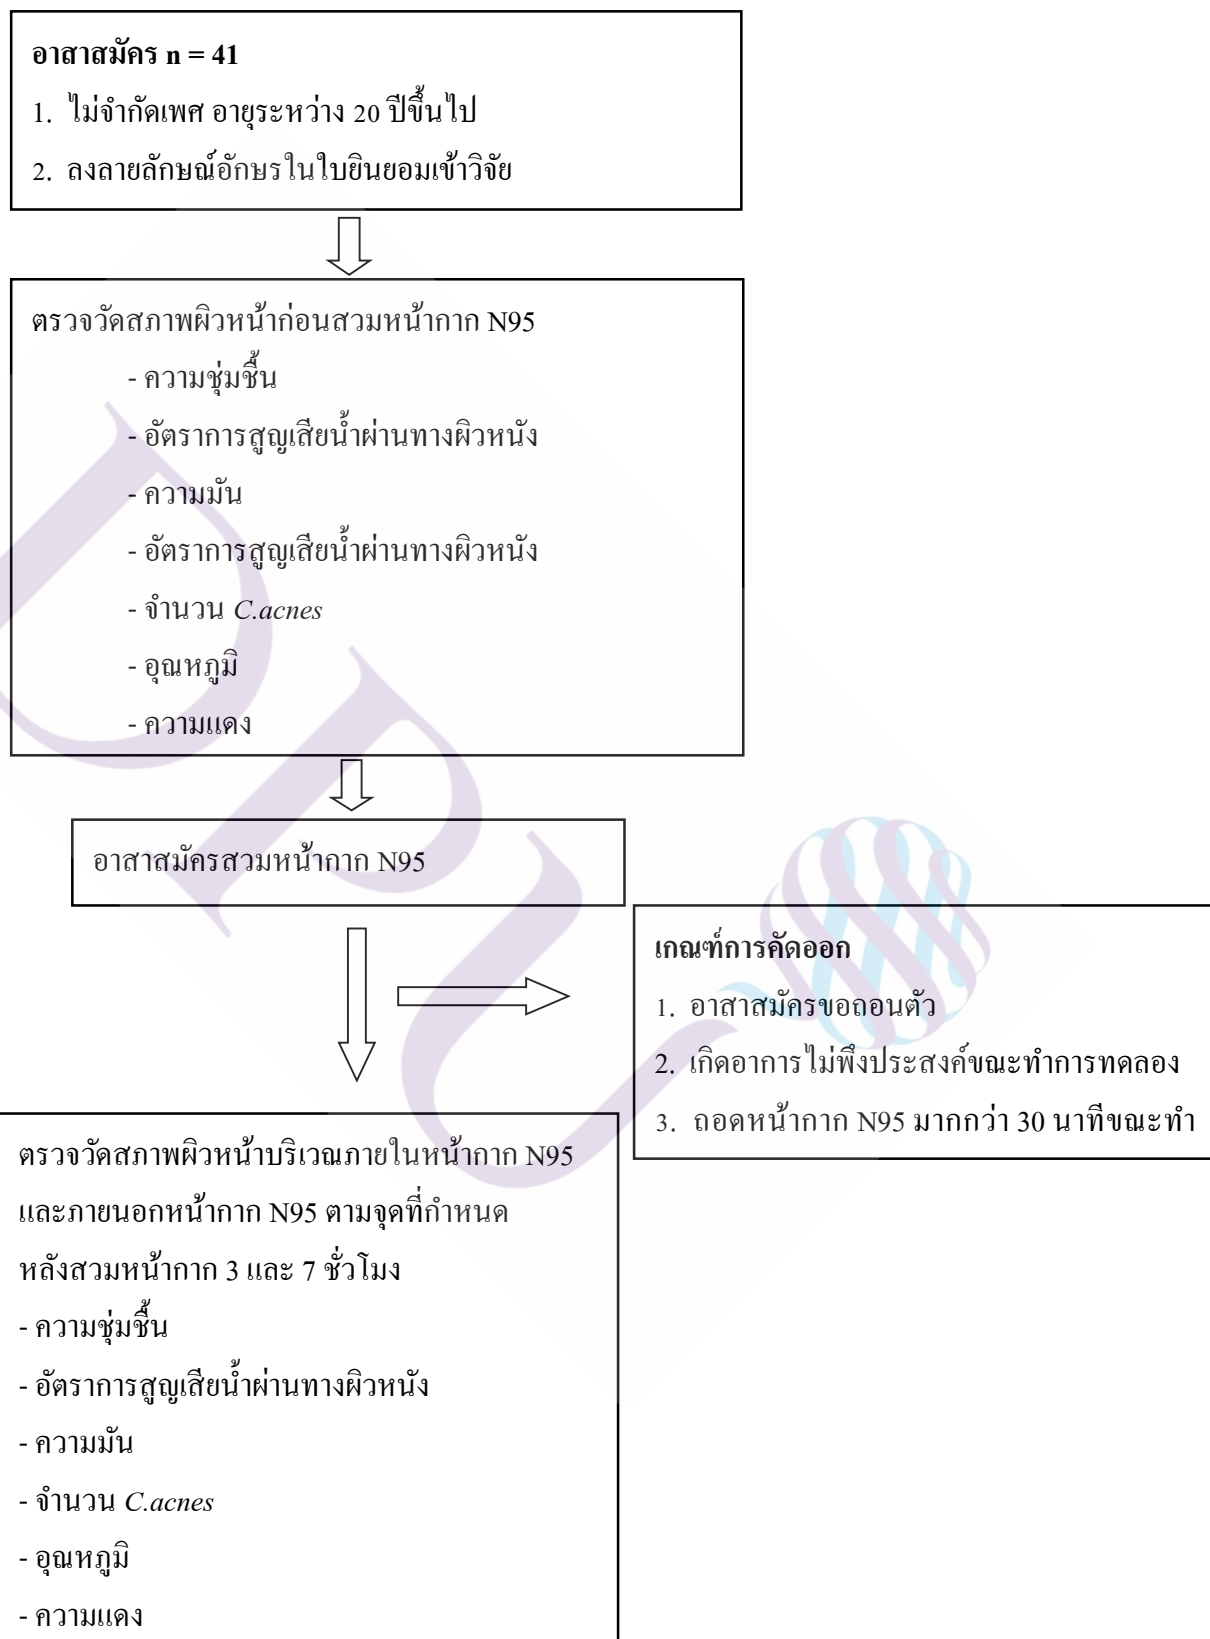 อาสาสมัคร n = 41
1. ไม่จำกัดเพศ อายุระหว่าง 20 ปีขึ้นไป
2. ลงลายลักษณ์อักษรในใบยินยอมเข้าวิจัย
ตรวจวัดสภาพผิวหน้าก่อนสวมหน้ากาก N95
- ความชุ่มชื้น
- อัตราการสูญเสียน้ำผ่านทางผิวหนัง
- ความมัน
- อัตราการสูญเสียน้ำผ่านทางผิวหนัง
- จำนวน C.acnes
- อุณหภูมิ
- ความแดง
อาสาสมัครสวมหน้ากาก N95
เกณฑ์การคัดออก
1. อาสาสมัครขอถอนตัว
2. เกิดอาการไม่พึงประสงค์ขณะทำการทดลอง
3. ถอดหน้ากาก N95 มากกว่า 30 นาทีขณะทำ
ตรวจวัดสภาพผิวหน้าบริเวณภายในหน้ากาก N95
และภายนอกหน้ากาก N95 ตามจุดที่กำหนด
หลังสวมหน้ากาก 3 และ 7 ชั่วโมง
- ความชุ่มชื้น
- อัตราการสูญเสียน้ำผ่านทางผิวหนัง
- ความมัน
- จำนวน C.acnes
- อุณหภูมิ
- ความแดง
DPU